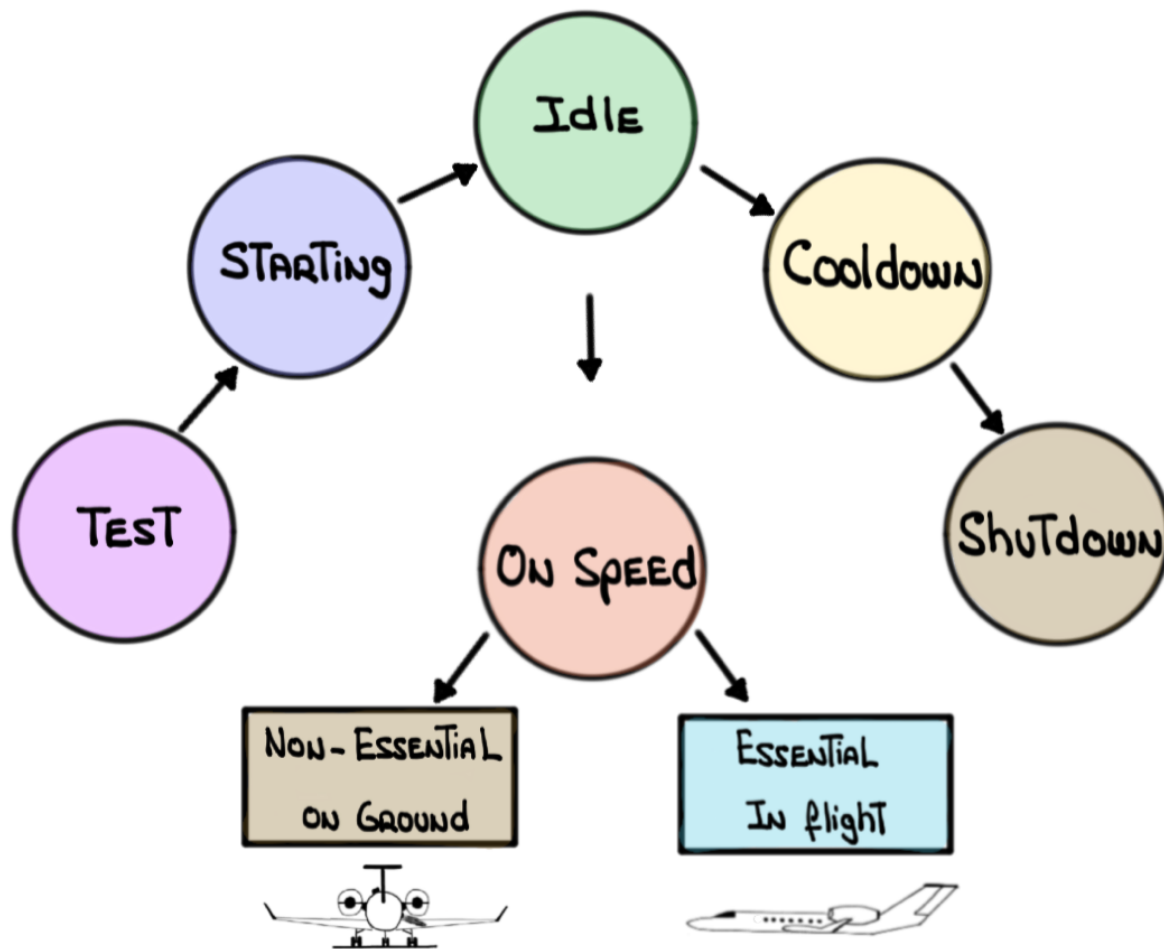 IdlE
STARTing
Cooldown
TEST
ON SpEEd
ShuTdown
NON-ESSENTiAL
ON GROUNd
ESSENTiAL
IN flighT